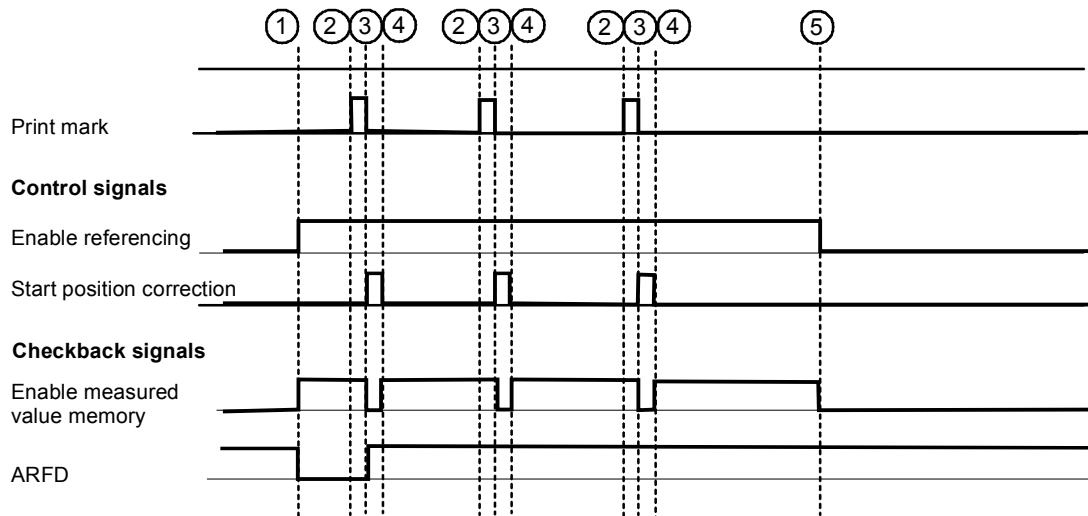 1 2 3 4 2 3 4 2 3 4 5
Print mark
Control signals
Enable referencing
Start position correction
Checkback signals
Enable measured
value memory
ARFD